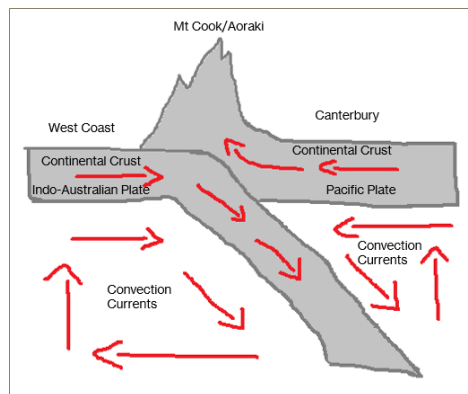 Mt Cook/Aoraki
West Coast
Canterbury
Continental Crust
Continental Crust
Indo-Australian Plate
Pacific Plate
Convection
Currents
Convection
Currents